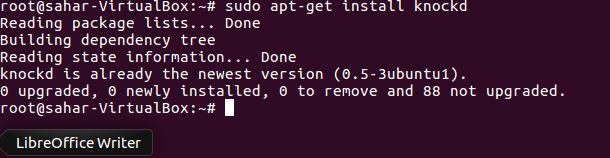 root@sahar-VirtualBox:~# sudo apt-get install knockd
Reading package lists... Done
Building dependency tree
Reading state information... Done
knockd is already the newest version (0.5-3ubuntu1).
0 upgraded, 0 newly installed, 0 to remove and 88 not upgraded.
root@sahar-VirtualBox:~#
LibreOffice Writer